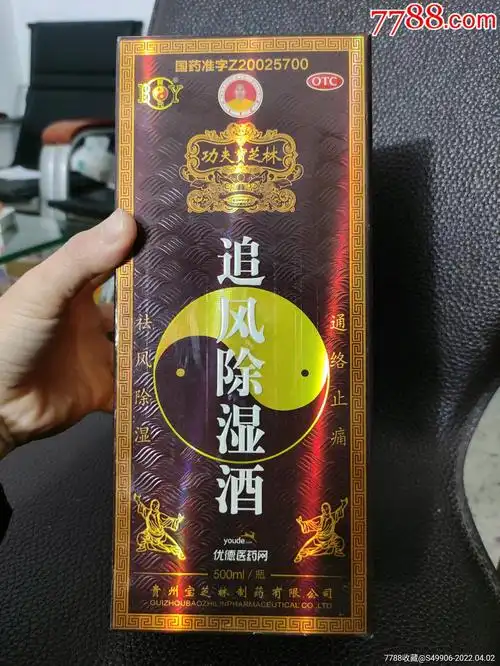 7788.com
国药准字Z20025700
OTC
功夫宝芝林
追风除湿酒
祛风除湿
通络止痛
youde.com
优德医药网
500ml/瓶
贵州宝芝林制药有限公司
GUIZHOUBAOZHILINPHARMACEUTICAL CO.LTD
7788收藏@S49906-2022.04.02